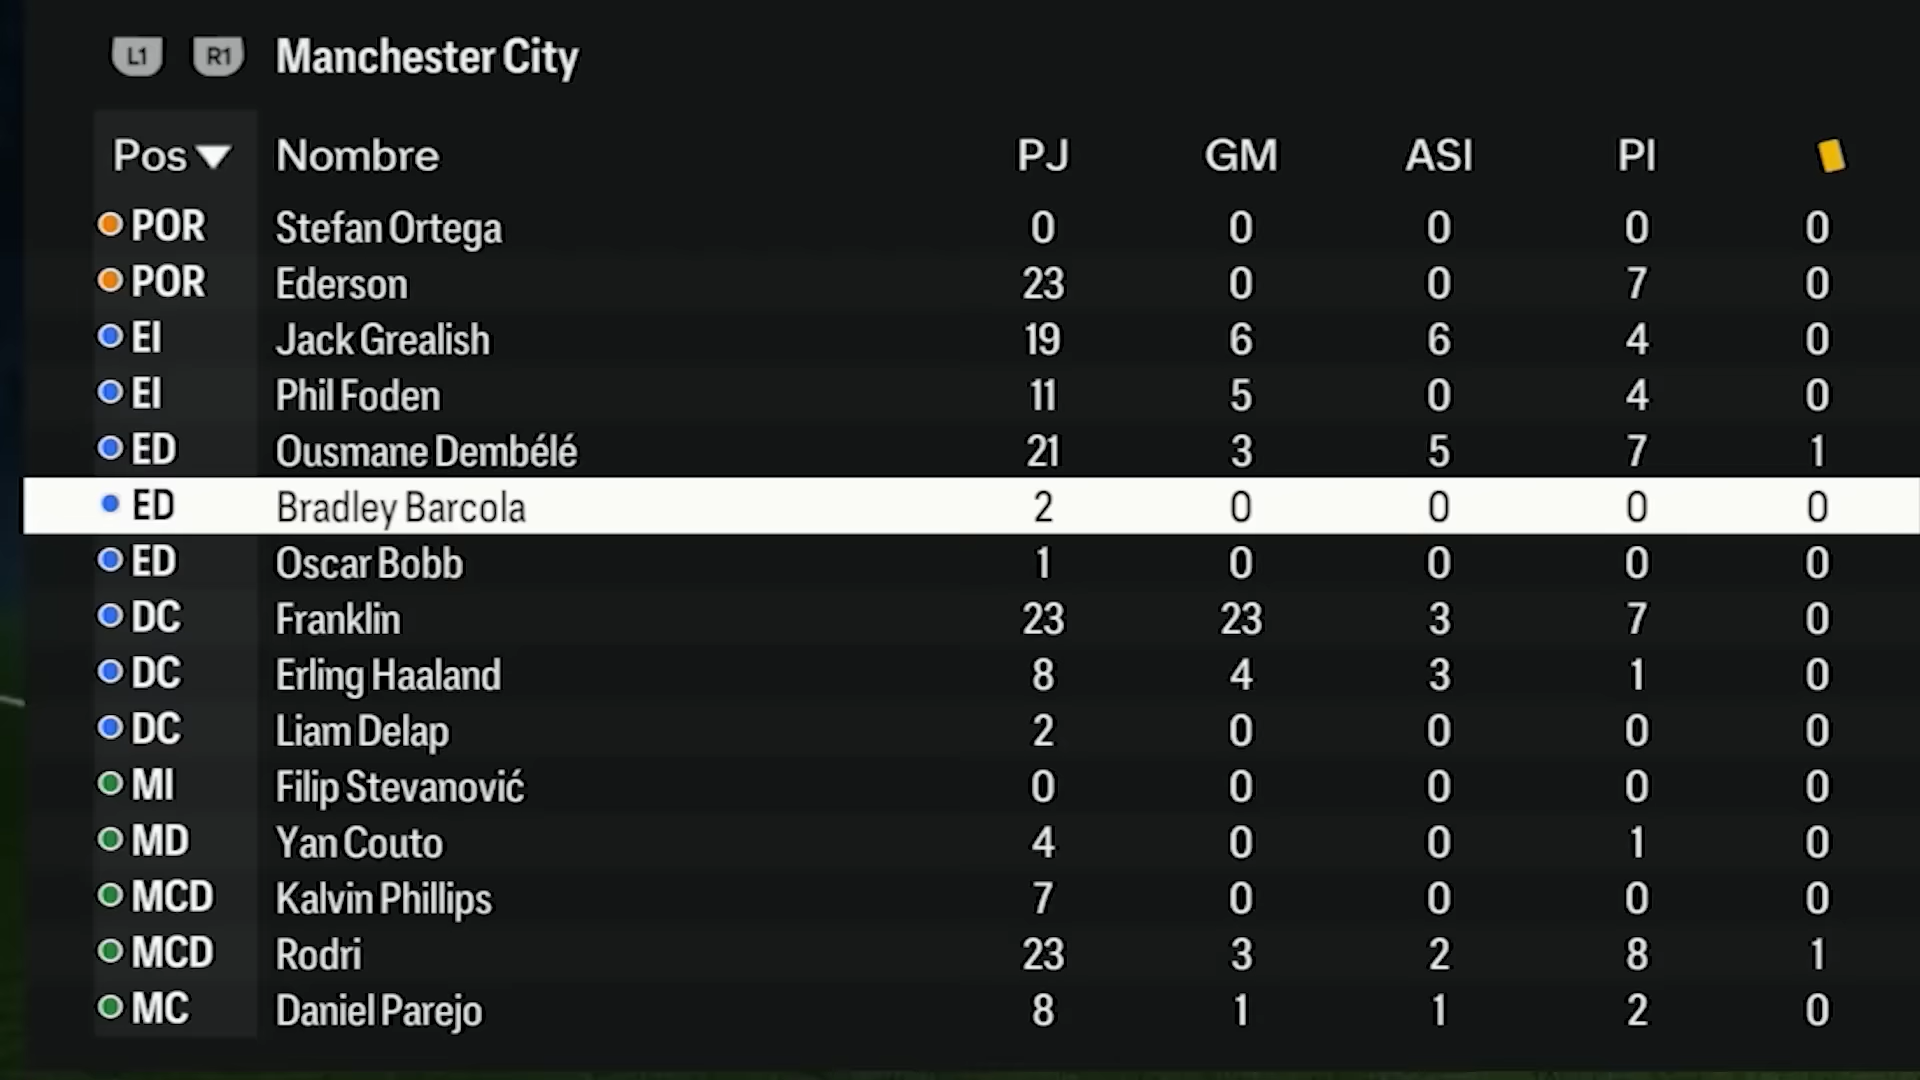 L1 R1 Manchester City
Pos Nombre PJ GM ASI PI
POR Stefan Ortega 0 0 0 0 0
POR Ederson 23 0 0 7 0
EI Jack Grealish 19 6 6 4 0
EI Phil Foden 11 5 0 4 0
ED Ousmane Dembélé 21 3 5 7 1
ED Bradley Barcola 2 0 0 0 0
ED Oscar Bobb 1 0 0 0 0
DC Franklin 23 23 3 7 0
DC Erling Haaland 8 4 3 1 0
DC Liam Delap 2 0 0 0 0
MI Filip Stevanović 0 0 0 0 0
MD Yan Couto 4 0 0 1 0
MCD Kalvin Phillips 7 0 0 0 0
MCD Rodri 23 3 2 8 1
MC Daniel Parejo 8 1 1 2 0